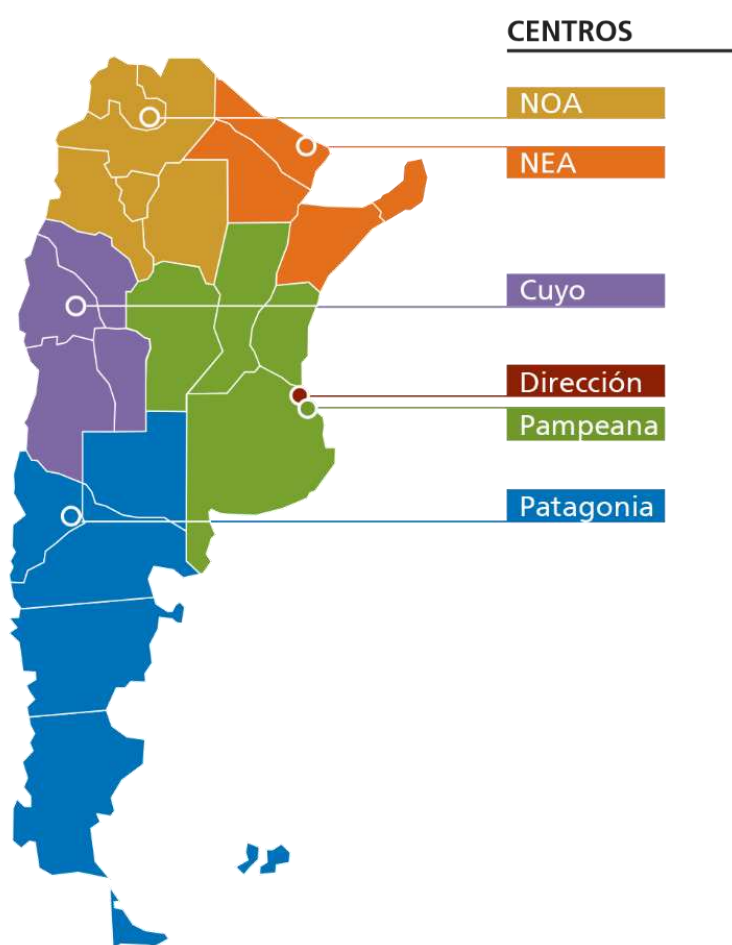 CENTROS
NOA
NEA
Cuyo
Dirección
Pampeana
Patagonia